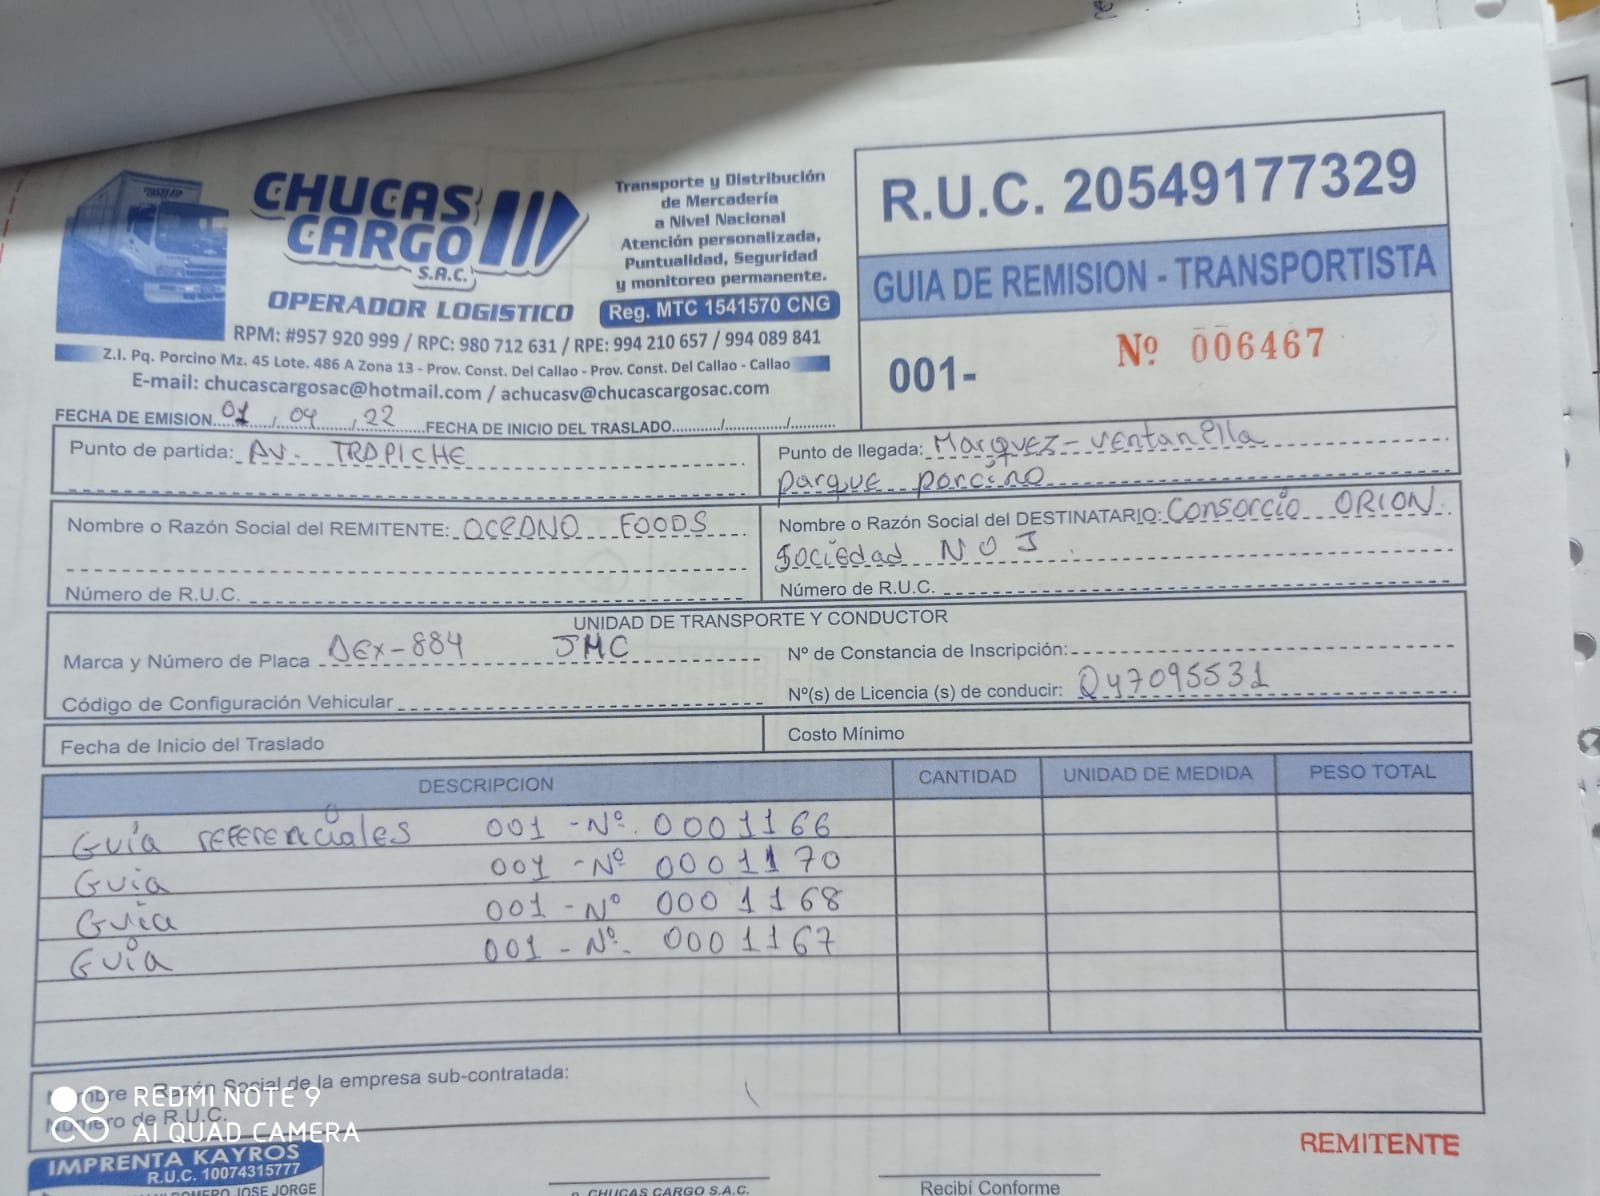 CHUCAS CARGO S.A.C.
OPERADOR LOGISTICO
Transporte y Distribución
de Mercadería
a Nivel Nacional
Atención personalizada,
Puntualidad, Seguridad
y monitoreo permanente.
Reg. MTC 1541570 CNG
RPM: #957 920 999 / RPC: 980 712 631 / RPE: 994 210 657 / 994 089 841
Z.I. Pq. Porcino Mz. 45 Lote. 486 A Zona 13 - Prov. Const. Del Callao - Prov. Const. Del Callao - Callao
E-mail: chucascargosac@hotmail.com / achucasv@chucascargosac.com
R.U.C. 20549177329
GUIA DE REMISION - TRANSPORTISTA
001- Nº 006467
FECHA DE EMISION 01 / 04 / 22 FECHA DE INICIO DEL TRASLADO
Punto de partida: AV. TRAPICHE
Punto de llegada: Marquez - Ventanilla
parque porcino
Nombre o Razón Social del REMITENTE: OCEANO FOODS
Número de R.U.C.
Nombre o Razón Social del DESTINATARIO: Consorcio ORION
Sociedad NOJ
Número de R.U.C.
UNIDAD DE TRANSPORTE Y CONDUCTOR
Marca y Número de Placa AEX-884 JMC
Código de Configuración Vehicular
Nº de Constancia de Inscripción:
Nº(s) de Licencia (s) de conducir: Q47095531
Fecha de Inicio del Traslado
Costo Mínimo
DESCRIPCION CANTIDAD UNIDAD DE MEDIDA PESO TOTAL
Guía referenciales 001 - Nº. 0001166
Guia 001 - Nº 0001170
Guia 001 - Nº 0001168
Guia 001 - Nº. 0001167
Nombre o Razón Social de la empresa sub-contratada:
Número de R.U.C.
REDMI NOTE 9
AI QUAD CAMERA
REMITENTE
IMPRENTA KAYROS
R.U.C. 10074315777
ROMERO JOSE JORGE
p. CHUCAS CARGO S.A.C.
Recibí Conforme